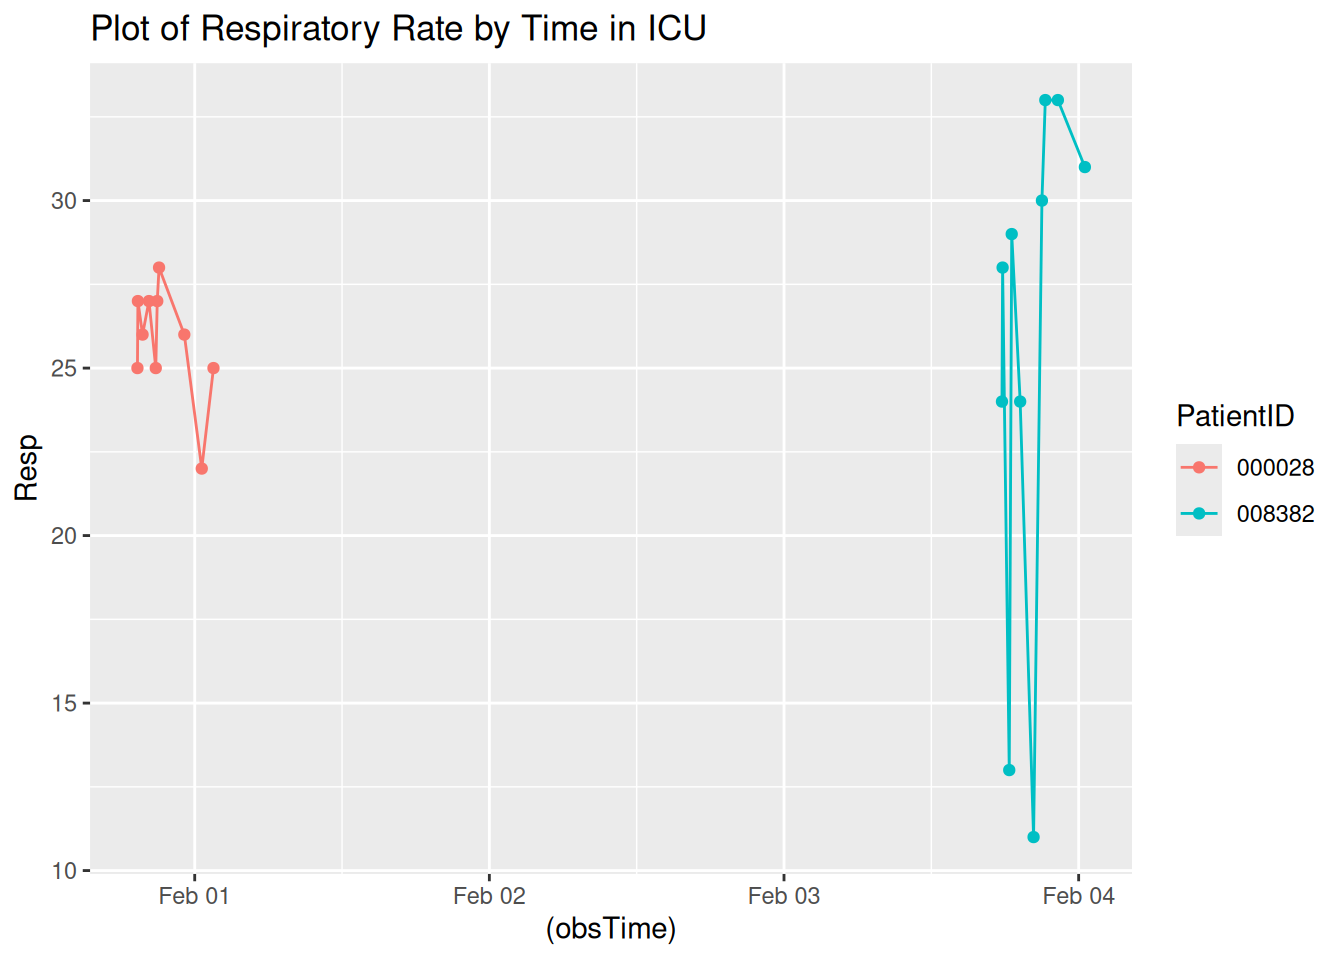 Plot of Respiratory Rate by Time in ICU
30
25
20
15
10
Resp
Feb 01
Feb 02
Feb 03
Feb 04
(obsTime)
PatientID
000028
008382